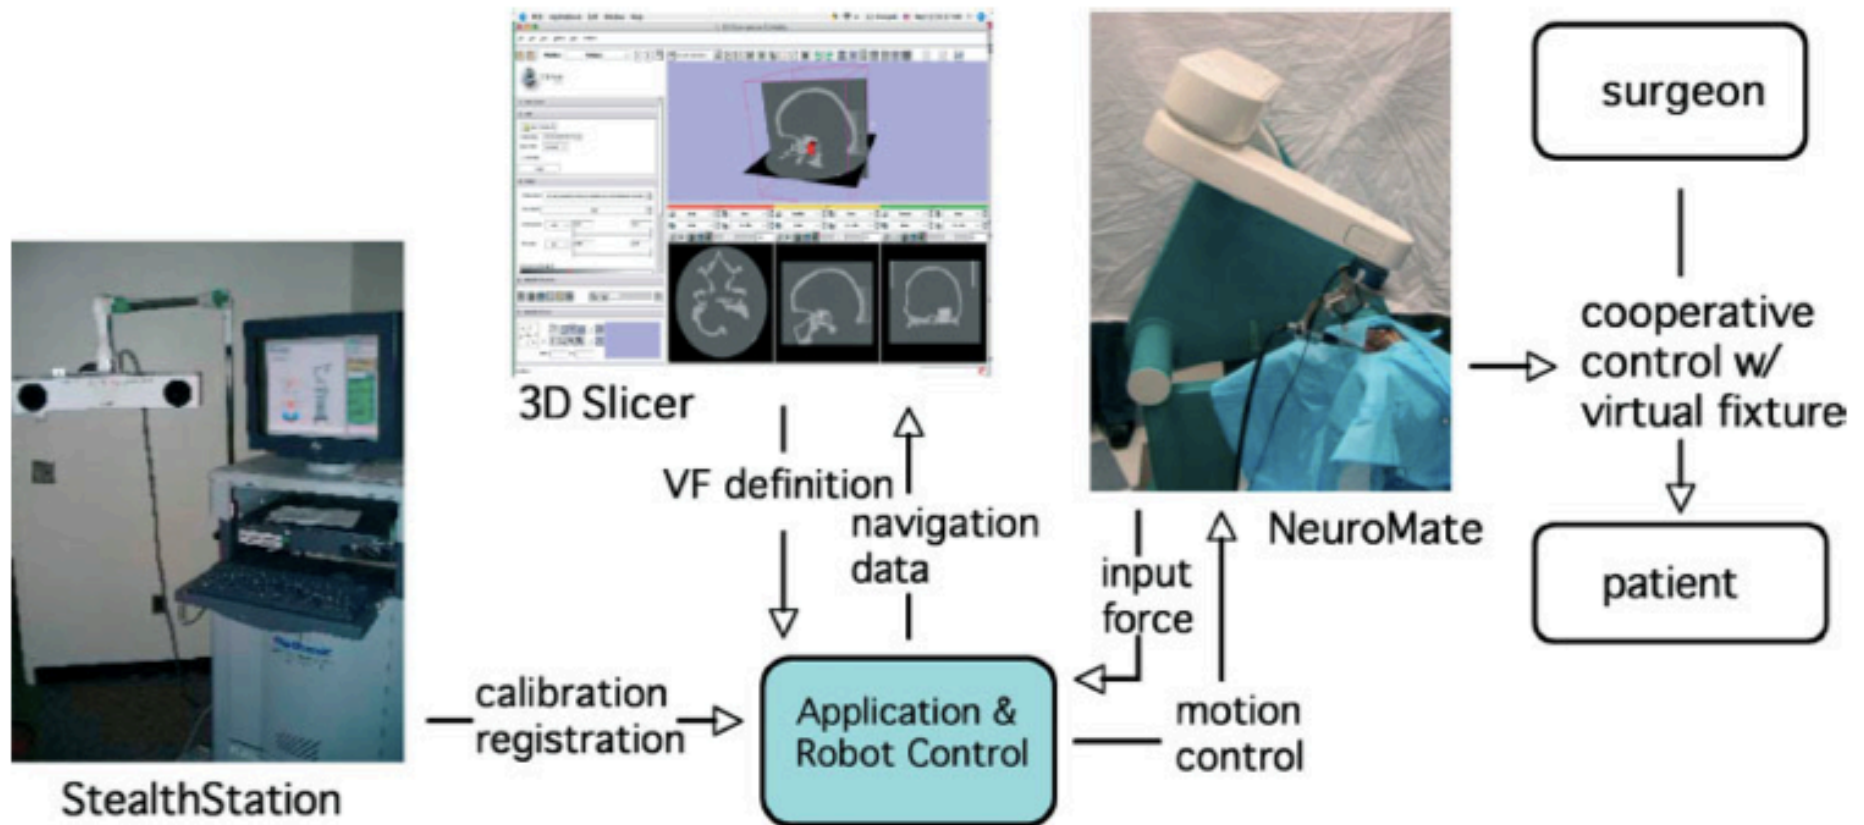 surgeon
cooperative
control w/
virtual fixture
patient
3D Slicer
VF definition
navigation
data
NeuroMate
input
force
calibration
registration
Application &
Robot Control
motion
control
StealthStation